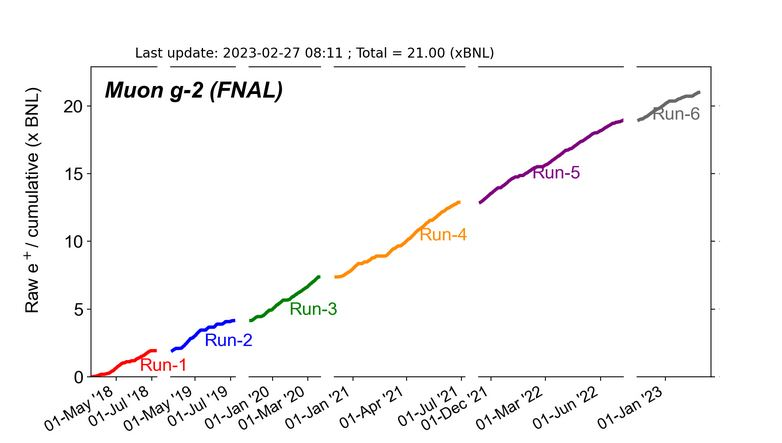 Last update: 2023-02-27 08:11 ; Total = 21.00 (xBNL)
Muon g-2 (FNAL)
Raw e⁺ / cumulative (x BNL)
20
15
10
5
0
Run-1
Run-2
Run-3
Run-4
Run-5
Run-6
01-May '18
01-Jul '18
01-May '19
01-Jul '19
01-Jan '20
01-Mar '20
01-Jan '21
01-Apr '21
01-Jul '21
01-Dec '21
01-Mar '22
01-Jun '22
01-Jan '23